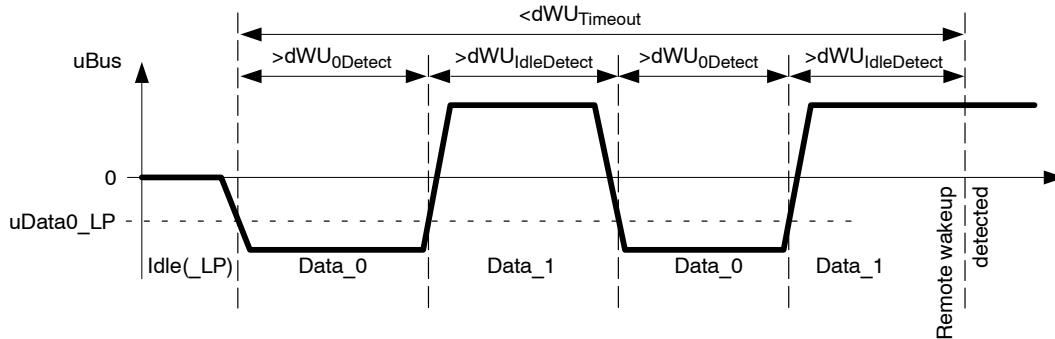 <dWU_Timeout
uBus
>dWU_0Detect >dWU_IdleDetect >dWU_0Detect >dWU_IdleDetect
0
uData0_LP
Idle(_LP) Data_0 Data_1 Data_0 Data_1
Remote wakeup
detected